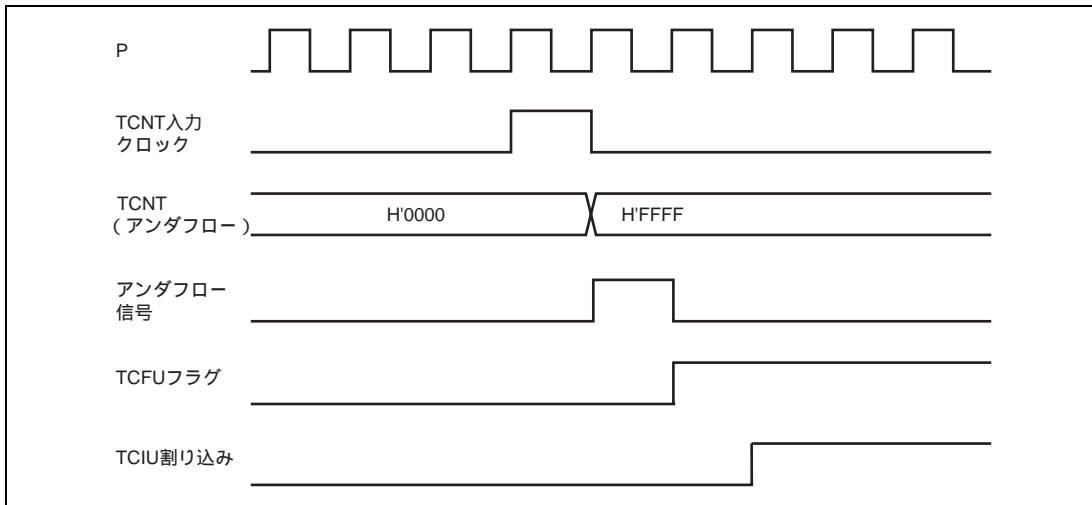 P
TCNT入力
クロック
TCNT
(アンダフロー)
H'0000
H'FFFF
アンダフロー
信号
TCFUフラグ
TCIU割り込み